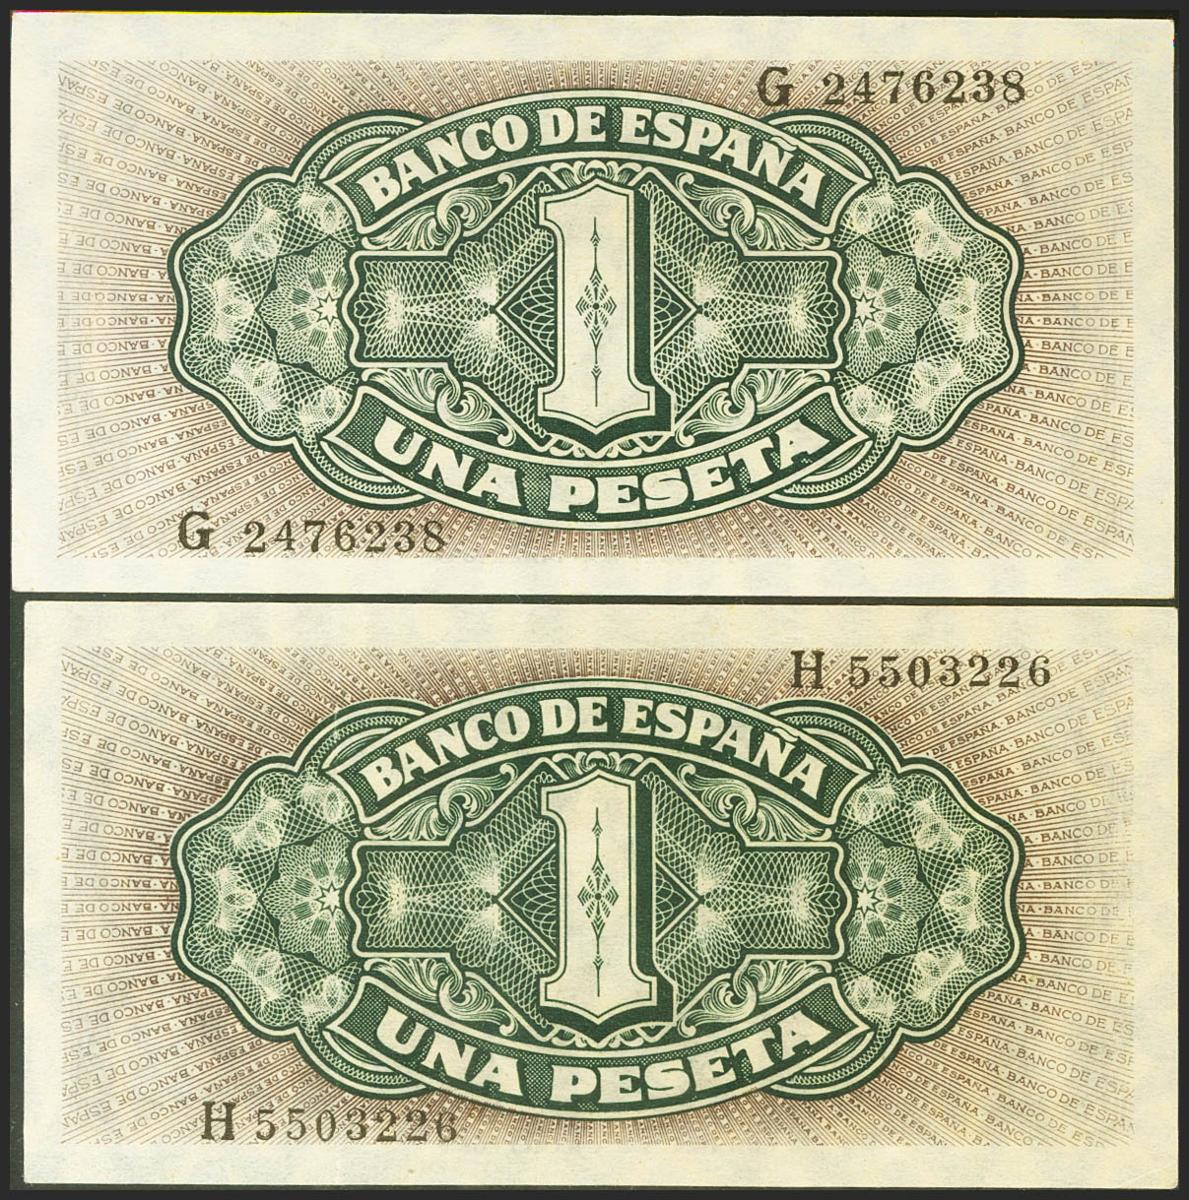 G 2476238
BANCO DE ESPAÑA
1
UNA PESETA
G 2476238
H 5503226
BANCO DE ESPAÑA
1
UNA PESETA
H 5503226